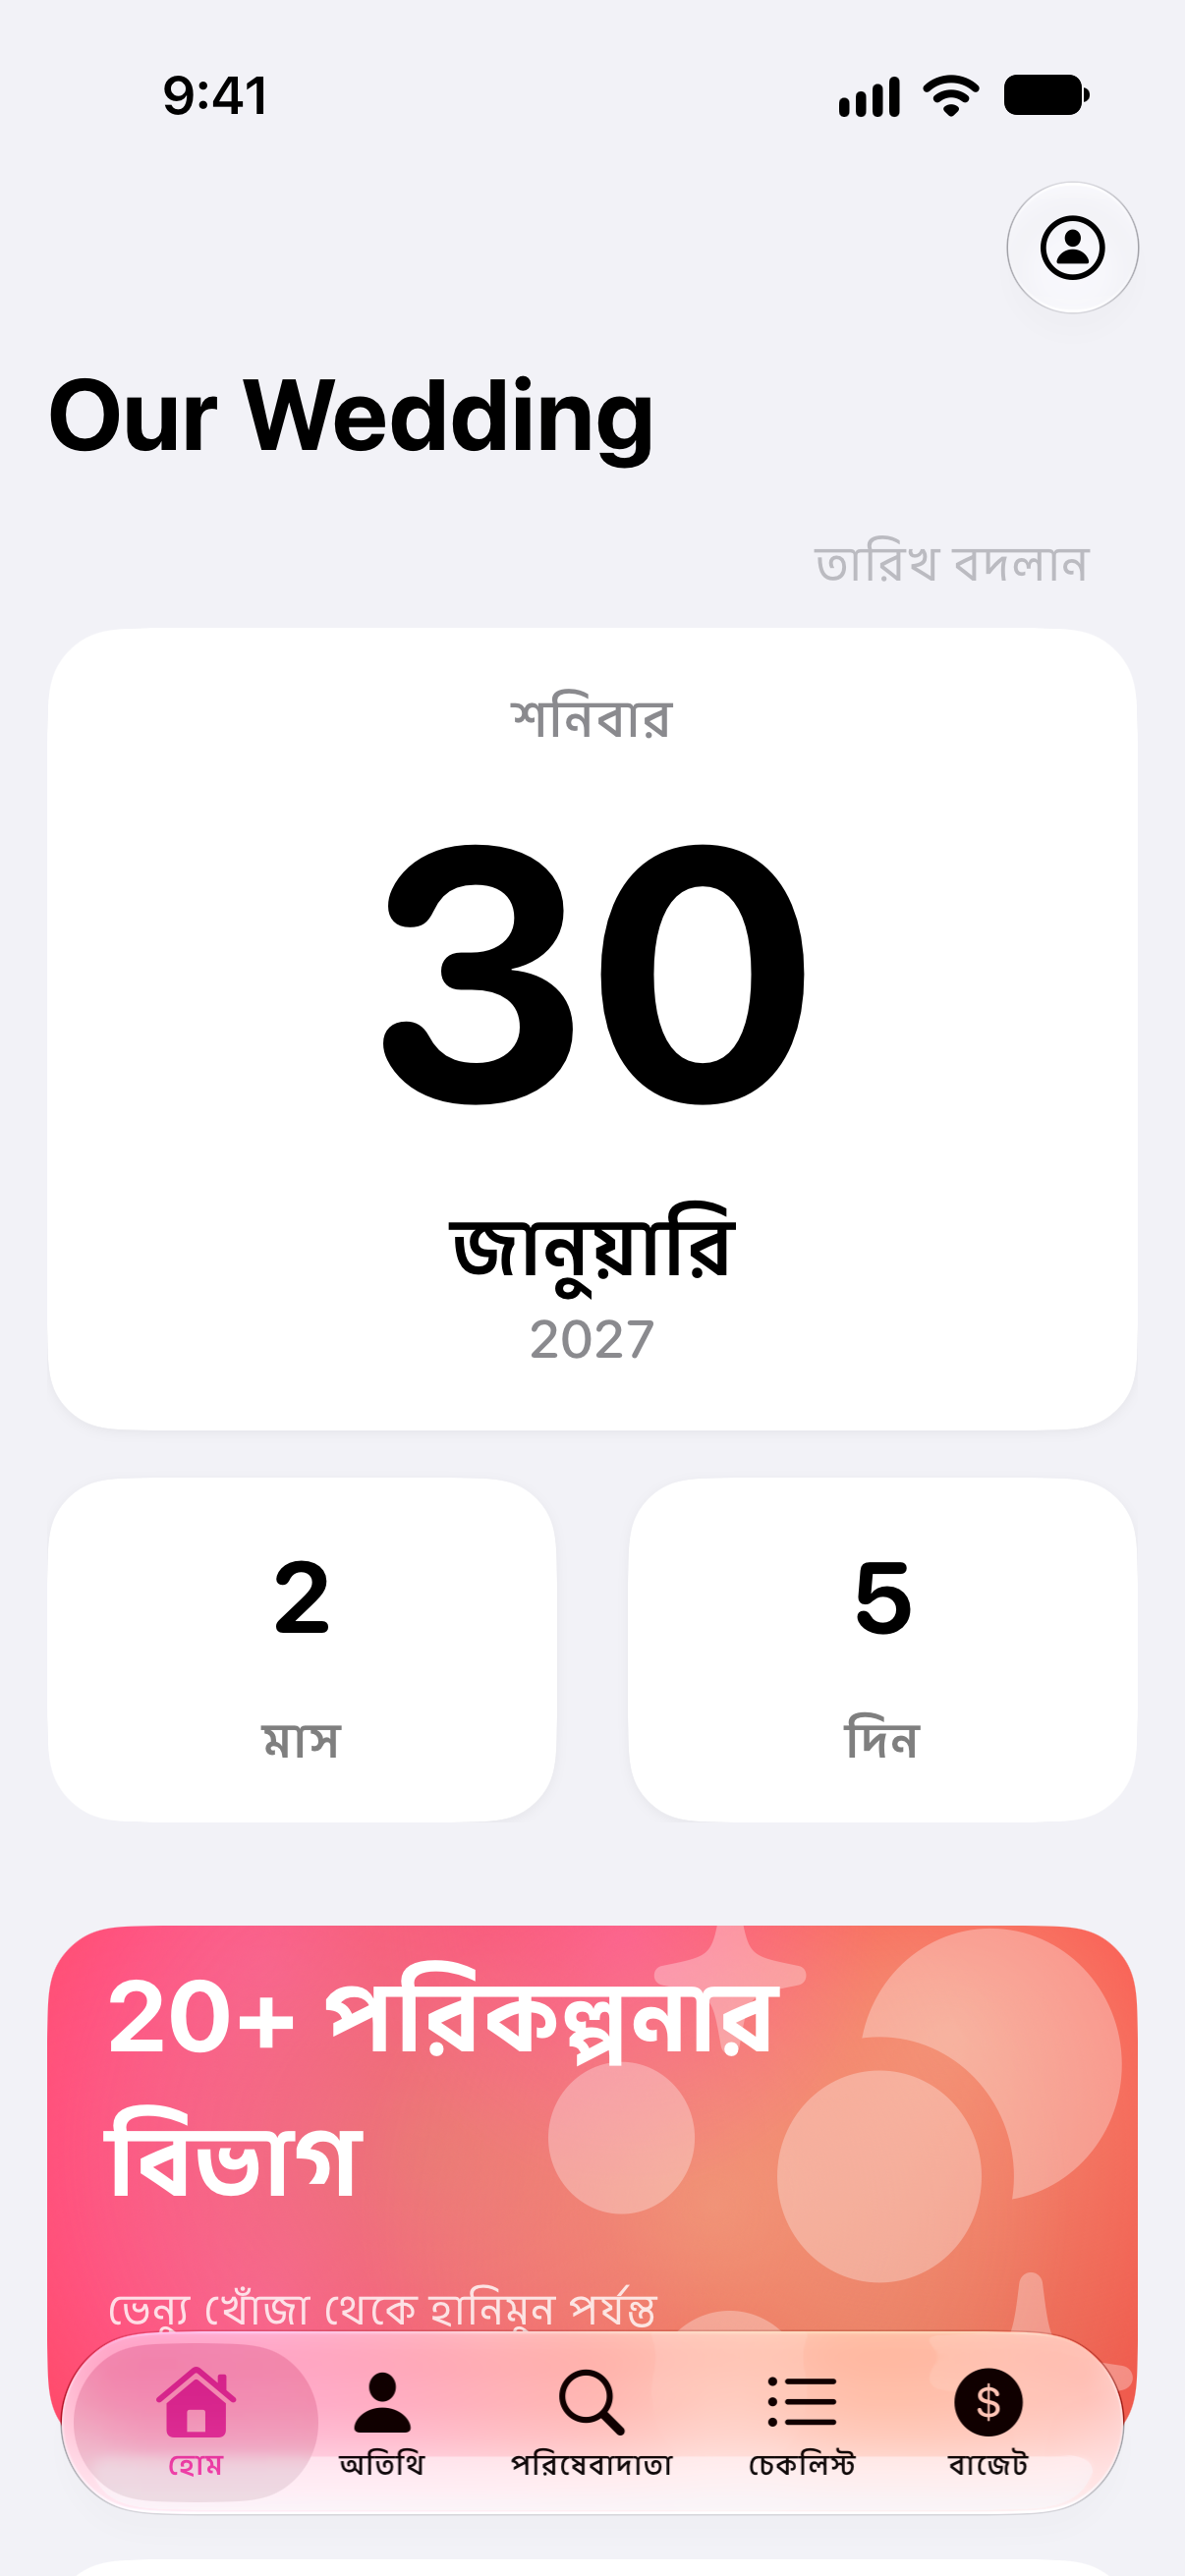 9:41
Our Wedding
তারিখ বদলান
শনিবার
30
জানুয়ারি
2027
2
মাস
5
দিন
20+ পরিকল্পনার
বিভাগ
ভেন্যু খোঁজা থেকে হানিমুন পর্যন্ত
হোম
অতিথি
পরিষেবাদাতা
চেকলিস্ট
বাজেট